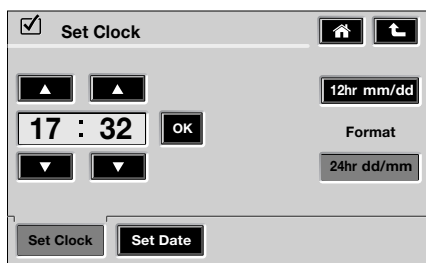 Set Clock
12hr mm/dd
17 : 32
OK
Format
24hr dd/mm
Set Clock
Set Date